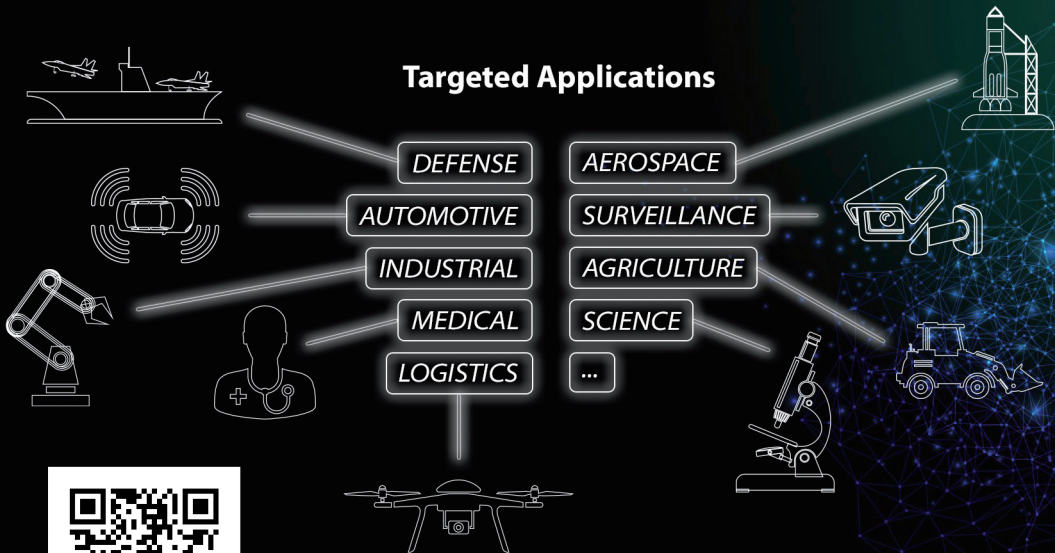 Targeted Applications
DEFENSE
AUTOMOTIVE
INDUSTRIAL
MEDICAL
LOGISTICS
AEROSPACE
SURVEILLANCE
AGRICULTURE
SCIENCE
...